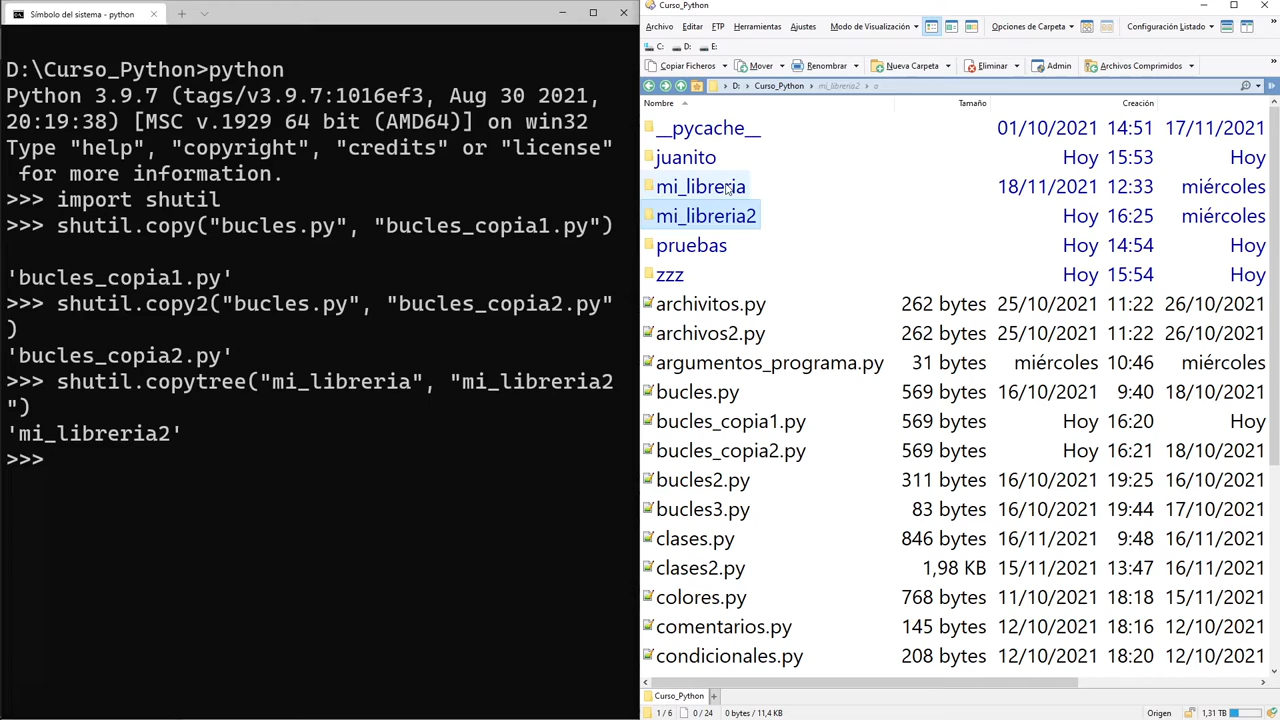 Símbolo del sistema - python
D:\Curso_Python>python
Python 3.9.7 (tags/v3.9.7:1016ef3, Aug 30 2021,
20:19:38) [MSC v.1929 64 bit (AMD64)] on win32
Type "help", "copyright", "credits" or "license"
 for more information.
>>> import shutil
>>> shutil.copy("bucles.py", "bucles_copia1.py")
'bucles_copia1.py'
>>> shutil.copy2("bucles.py", "bucles_copia2.py"
)
'bucles_copia2.py'
>>> shutil.copytree("mi_libreria", "mi_libreria2
")
'mi_libreria2'
>>>
Curso_Python
Archivo Editar FTP Herramientas Ajustes Modo de Visualización Opciones de Carpeta Configuración Listado
C: D: E:
Copiar Ficheros Mover Renombrar Nueva Carpeta Eliminar Admin Archivos Comprimidos
D: Curso_Python mi_libreria2 a
Nombre Tamaño Creación
__pycache__ 01/10/2021 14:51 17/11/2021
juanito Hoy 15:53 Hoy
mi_libreria 18/11/2021 12:33 miércoles
mi_libreria2 Hoy 16:25 miércoles
pruebas Hoy 14:54 Hoy
zzz Hoy 15:54 Hoy
archivitos.py 262 bytes 25/10/2021 11:22 26/10/2021
archivos2.py 262 bytes 25/10/2021 11:22 26/10/2021
argumentos_programa.py 31 bytes miércoles 10:46 miércoles
bucles.py 569 bytes 16/10/2021 9:40 18/10/2021
bucles_copia1.py 569 bytes Hoy 16:20 Hoy
bucles_copia2.py 569 bytes Hoy 16:21 18/10/2021
bucles2.py 311 bytes 16/10/2021 19:25 16/10/2021
bucles3.py 83 bytes 16/10/2021 19:44 17/10/2021
clases.py 846 bytes 16/11/2021 9:48 16/11/2021
clases2.py 1,98 KB 15/11/2021 13:47 16/11/2021
colores.py 768 bytes 11/10/2021 18:18 15/11/2021
comentarios.py 145 bytes 12/10/2021 18:16 12/10/2021
condicionales.py 208 bytes 12/10/2021 18:20 12/10/2021
Curso_Python
1 / 6 0 / 24 0 bytes / 11,4 KB Origen 1,31 TB